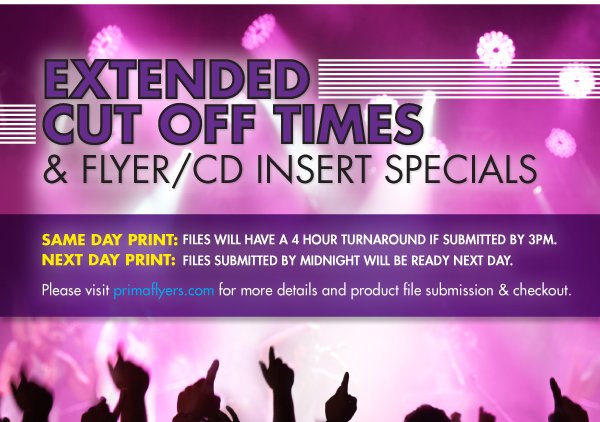 EXTENDED
CUT OFF TIMES
& FLYER/CD INSERT SPECIALS
SAME DAY PRINT: FILES WILL HAVE A 4 HOUR TURNAROUND IF SUBMITTED BY 3PM.
NEXT DAY PRINT: FILES SUBMITTED BY MIDNIGHT WILL BE READY NEXT DAY.
Please visit primaflyers.com for more details and product file submission & checkout.